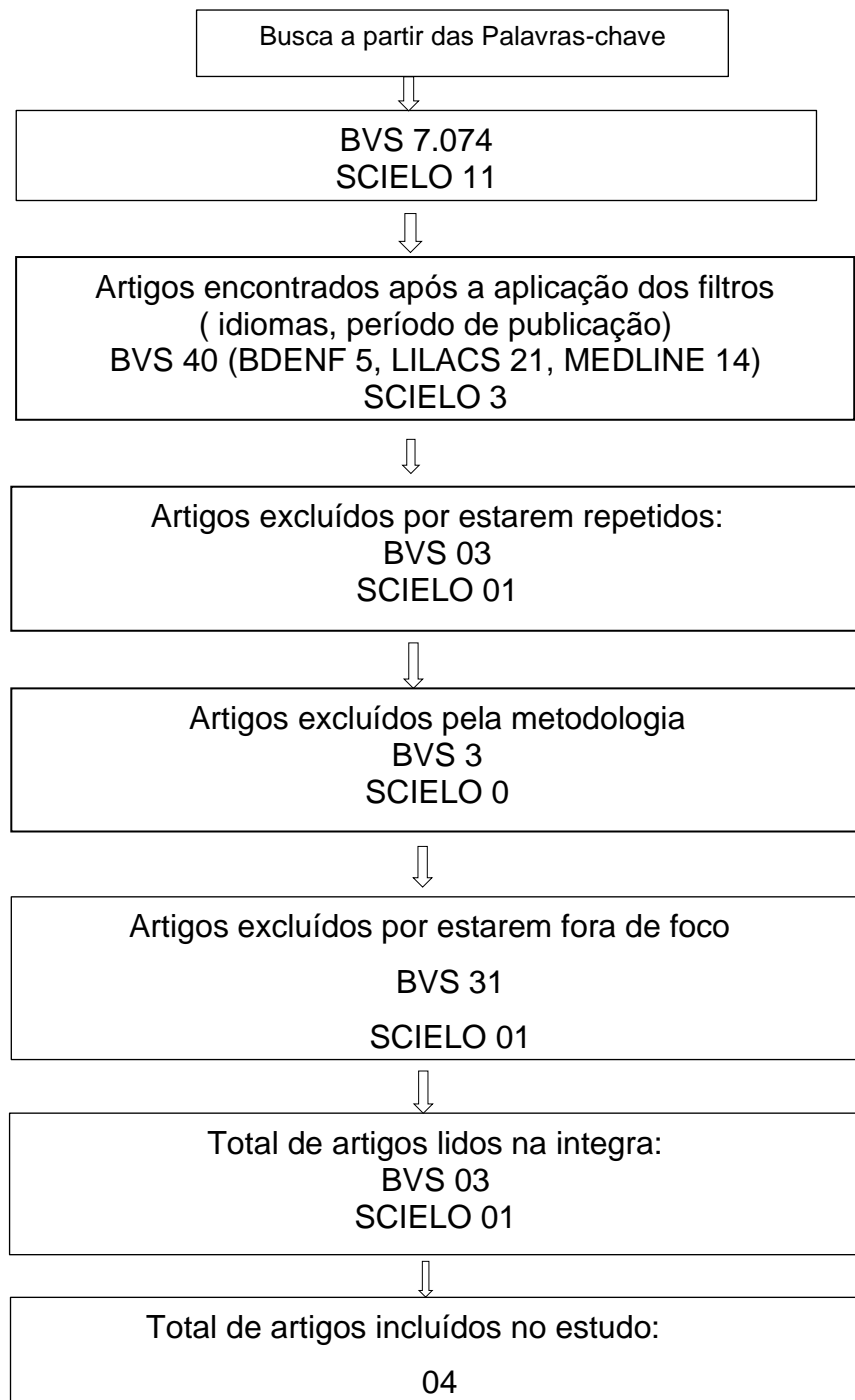 Busca a partir das Palavras-chave
BVS 7.074
SCIELO 11
Artigos encontrados após a aplicação dos filtros
( idiomas, período de publicação)
BVS 40 (BDENF 5, LILACS 21, MEDLINE 14)
SCIELO 3
Artigos excluídos por estarem repetidos:
BVS 03
SCIELO 01
Artigos excluídos pela metodologia
BVS 3
SCIELO 0
Artigos excluídos por estarem fora de foco
BVS 31
SCIELO 01
Total de artigos lidos na integra:
BVS 03
SCIELO 01
Total de artigos incluídos no estudo:
04